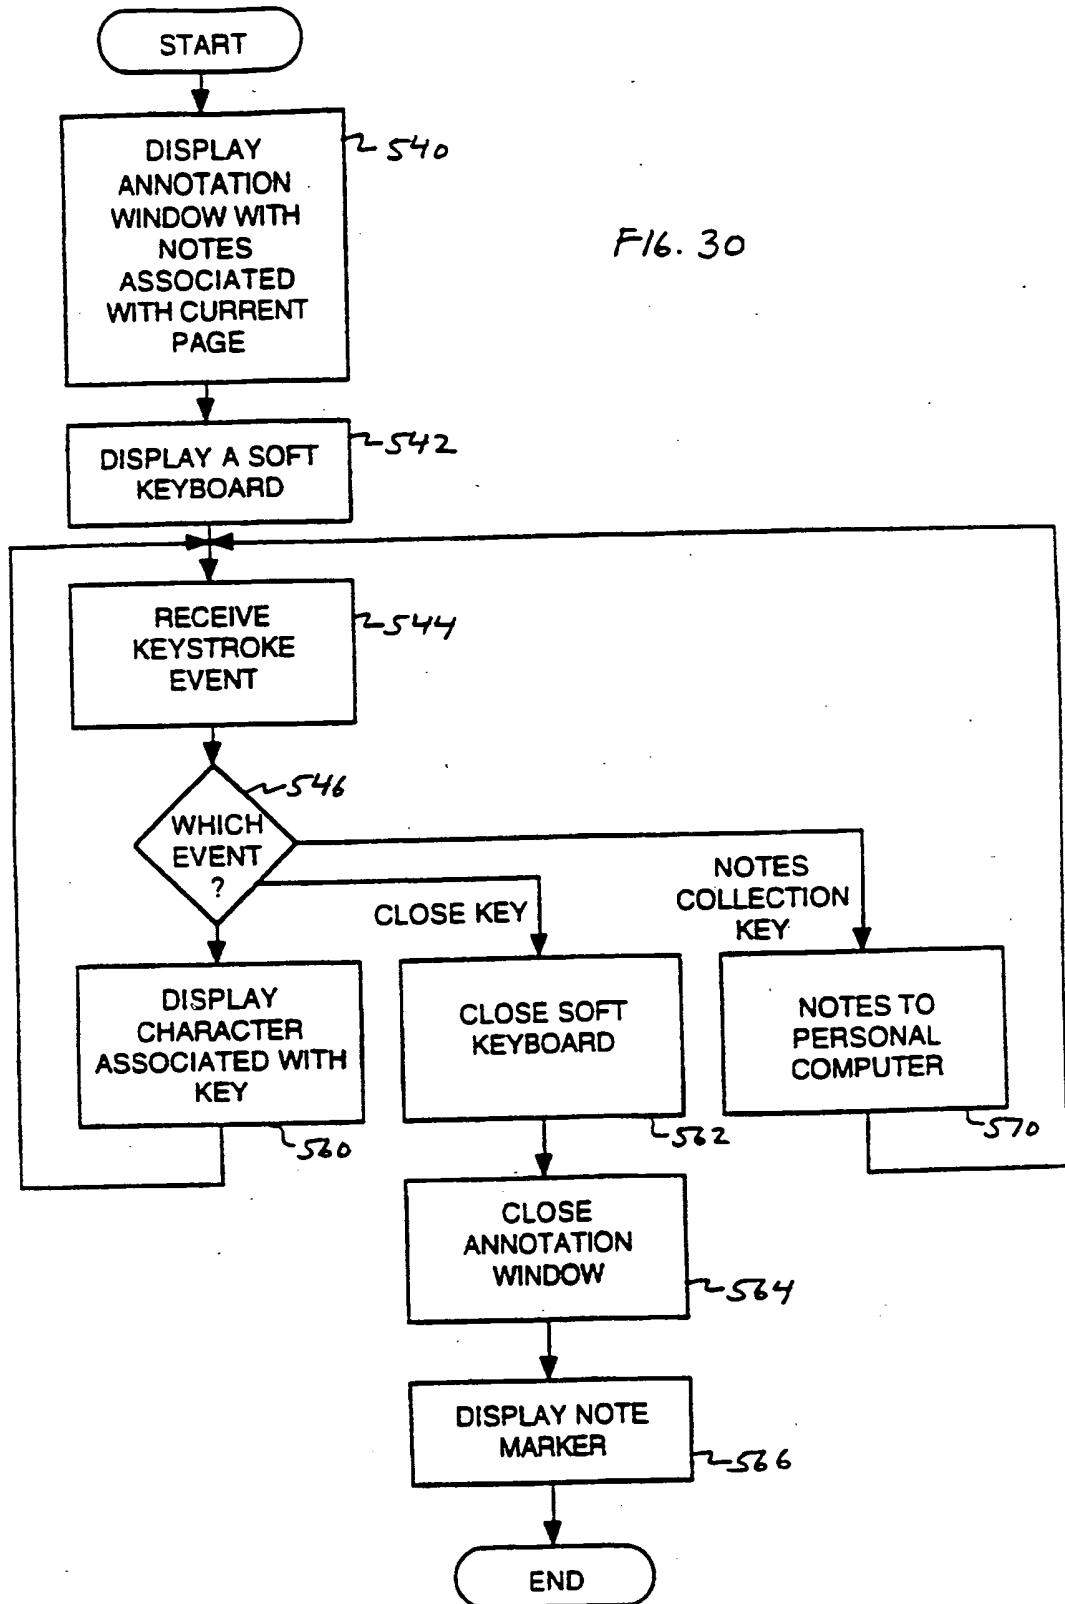 START
DISPLAY
ANNOTATION
WINDOW WITH
NOTES
ASSOCIATED
WITH CURRENT
PAGE
540
FIG. 30
DISPLAY A SOFT
KEYBOARD
542
RECEIVE
KEYSTROKE
EVENT
544
WHICH
EVENT
?
546
CLOSE KEY
NOTES
COLLECTION
KEY
DISPLAY
CHARACTER
ASSOCIATED WITH
KEY
560
CLOSE SOFT
KEYBOARD
562
NOTES TO
PERSONAL
COMPUTER
570
CLOSE
ANNOTATION
WINDOW
564
DISPLAY NOTE
MARKER
566
END